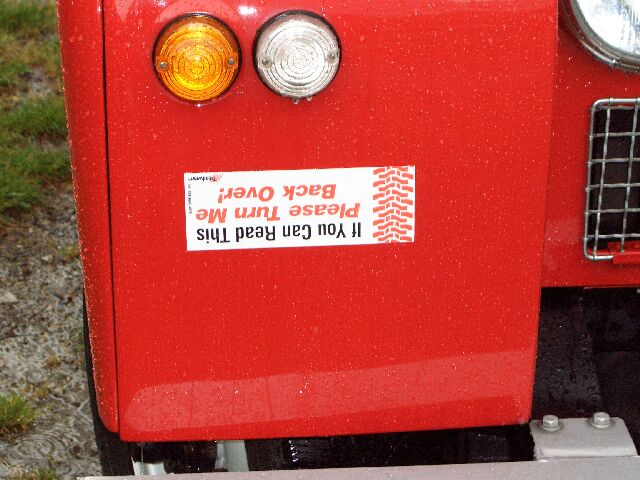 If You Can Read This
Please Turn Me
Back Over!